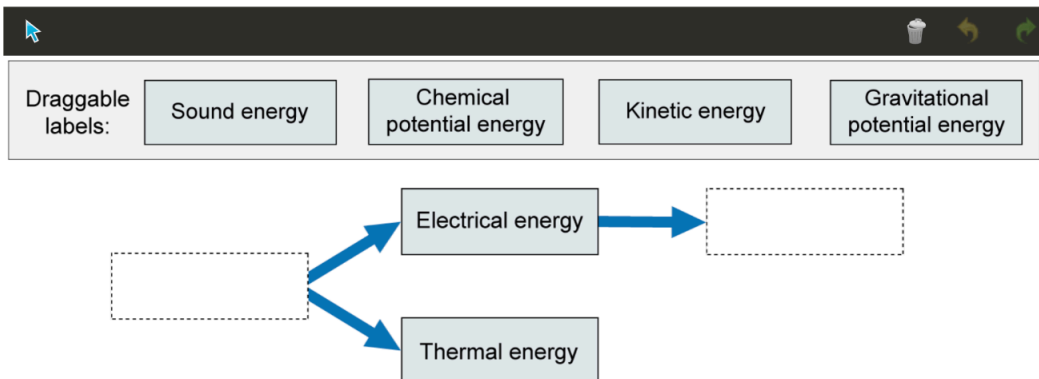 Draggable
labels:
Sound energy
Chemical
potential energy
Kinetic energy
Gravitational
potential energy
Electrical energy
Thermal energy